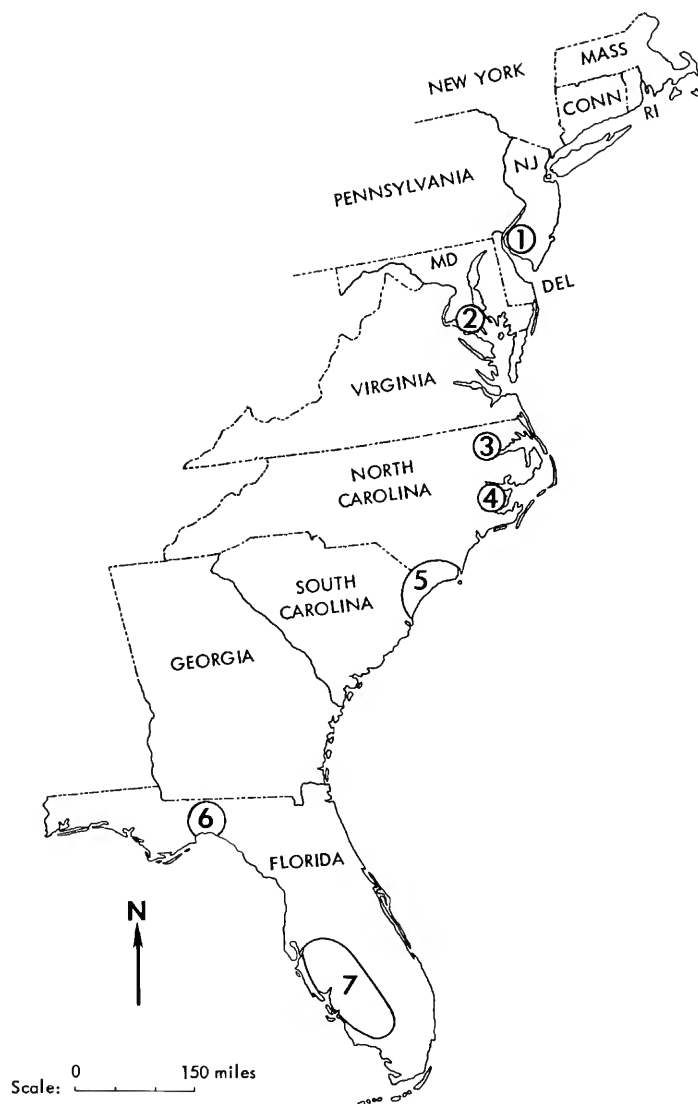 MASS
NEW YORK
CONN
RI
NJ
PENNSYLVANIA
1
MD
DEL
2
VIRGINIA
3
NORTH
CAROLINA
4
5
SOUTH
CAROLINA
GEORGIA
6
FLORIDA
N
7
0 150 miles
Scale: